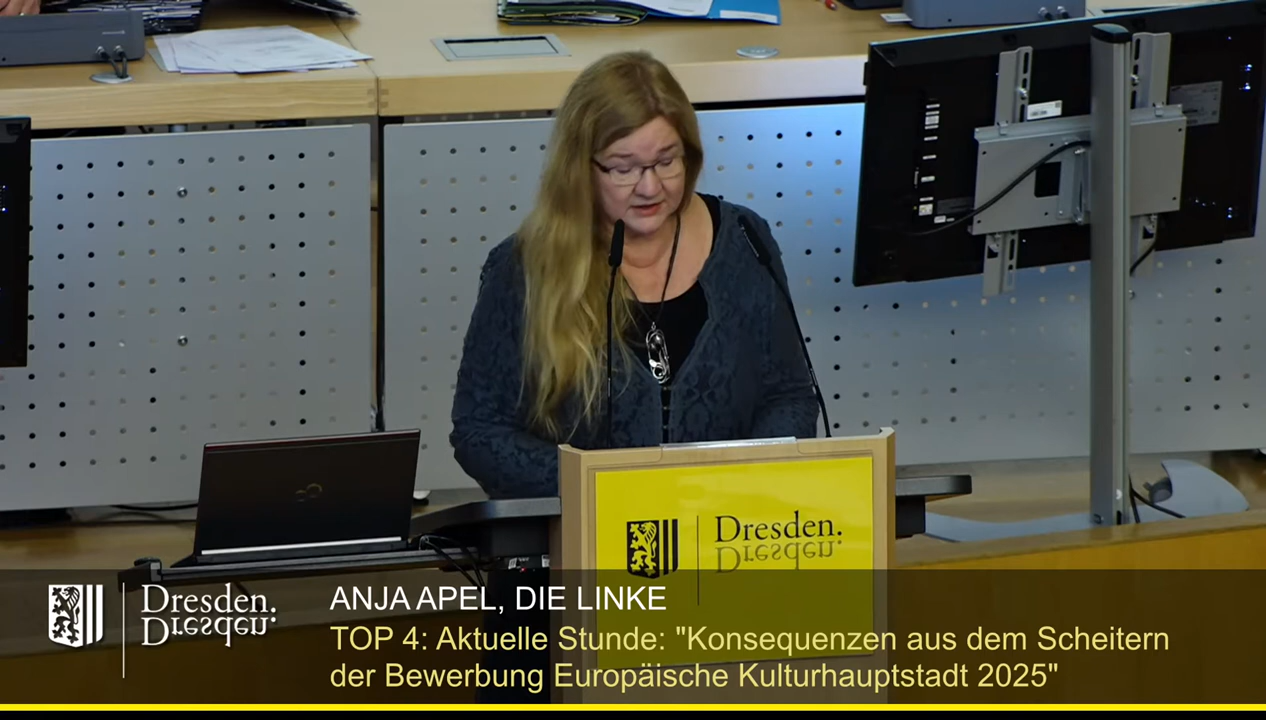 Dresden.
Dresden.
Dresden.
Dresden.
ANJA APEL, DIE LINKE
TOP 4: Aktuelle Stunde: "Konsequenzen aus dem Scheitern
der Bewerbung Europäische Kulturhauptstadt 2025"